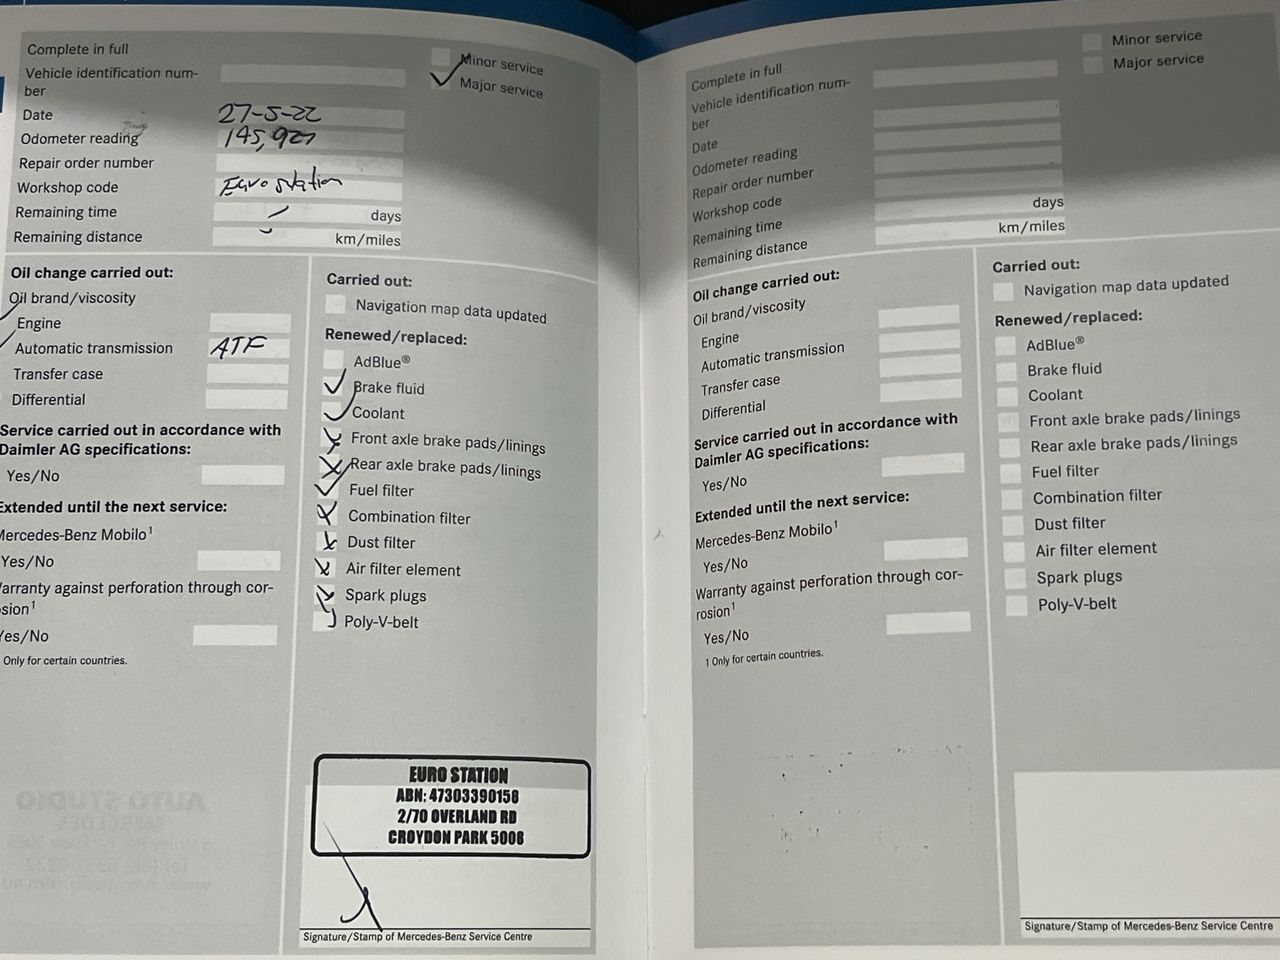 Complete in full
Minor service
Vehicle identification num-
ber
Major service
Date 27-5-22
Odometer reading 145,927
Repair order number
Workshop code Euro station
Remaining time days
Remaining distance km/miles
Oil change carried out:
Oil brand/viscosity
Engine
Automatic transmission ATF
Transfer case
Differential
Service carried out in accordance with
Daimler AG specifications:
Yes/No
Extended until the next service:
Mercedes-Benz Mobilo¹
Yes/No
Warranty against perforation through cor-
rosion¹
Yes/No
¹ Only for certain countries.
Carried out:
Navigation map data updated
Renewed/replaced:
AdBlue®
Brake fluid
Coolant
Front axle brake pads/linings
Rear axle brake pads/linings
Fuel filter
Combination filter
Dust filter
Air filter element
Spark plugs
Poly-V-belt
EURO STATION
ABN: 47303390158
2/70 OVERLAND RD
CROYDON PARK 5008
Signature/Stamp of Mercedes-Benz Service Centre
AUTO STUDIO
MERCEDES
Complete in full
Minor service
Vehicle identification num-
ber
Major service
Date
Odometer reading
Repair order number
Workshop code
Remaining time days
Remaining distance km/miles
Oil change carried out:
Oil brand/viscosity
Engine
Automatic transmission
Transfer case
Differential
Service carried out in accordance with
Daimler AG specifications:
Yes/No
Extended until the next service:
Mercedes-Benz Mobilo¹
Yes/No
Warranty against perforation through cor-
rosion¹
Yes/No
1 Only for certain countries.
Carried out:
Navigation map data updated
Renewed/replaced:
AdBlue®
Brake fluid
Coolant
Front axle brake pads/linings
Rear axle brake pads/linings
Fuel filter
Combination filter
Dust filter
Air filter element
Spark plugs
Poly-V-belt
Signature/Stamp of Mercedes-Benz Service Centre